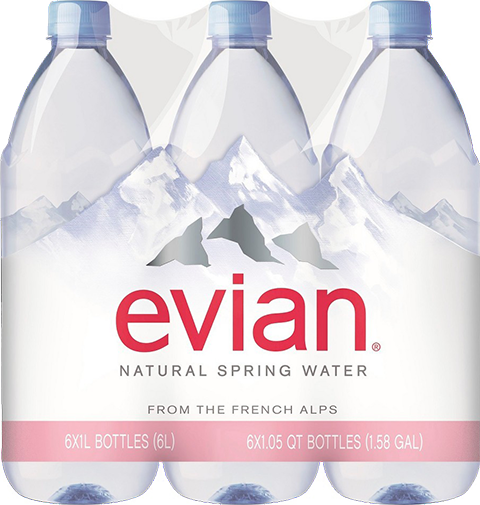 evian®
NATURAL SPRING WATER
FROM THE FRENCH ALPS
6X1L BOTTLES (6L) 6X1.05 QT BOTTLES (1.58 GAL)